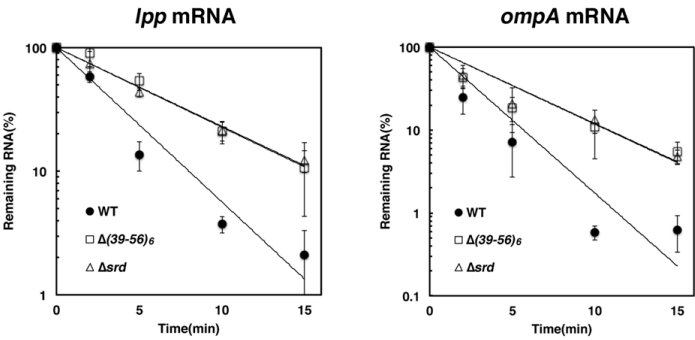 lpp mRNA
Remaining RNA(%)
100
10
1
WT
Δ(39-56)6
Δsrd
0
5
10
15
Time(min)
ompA mRNA
Remaining RNA(%)
100
10
1
0.1
WT
Δ(39-56)6
Δsrd
0
5
10
15
Time(min)